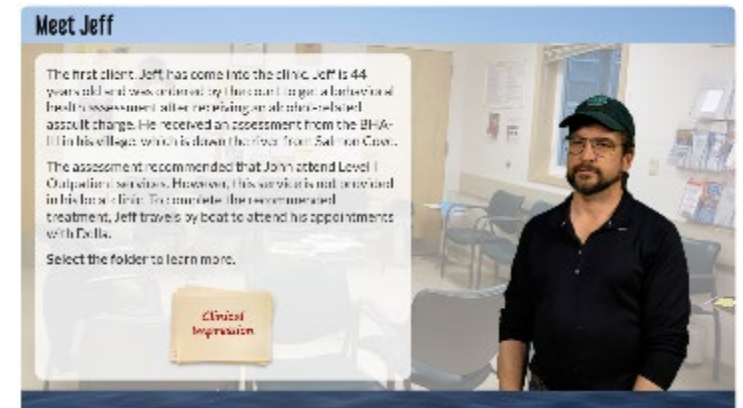 Meet Jeff
The first client, Jeff, has come into the clinic. Jeff is 44
years old and was ordered by the court to get a behavioral
health assessment after receiving an alcohol-related
assault charge. He received an assessment from the BHA-
III in his village, which is down the river from Salmon Cove.
The assessment recommended that John attend Level I
Outpatient services. However, this service is not provided
in his local clinic. To complete the recommended
treatment, Jeff travels by boat to attend his appointments
with Della.
Select the folder to learn more.
Clinical
Impression